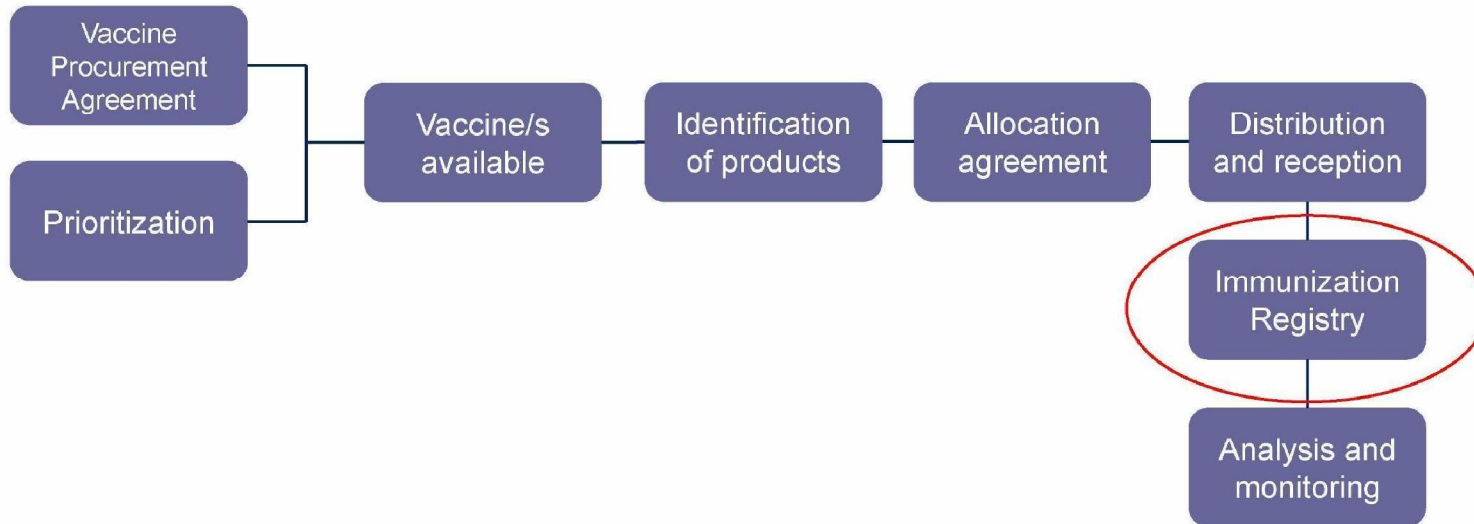 Vaccine
Procurement
Agreement
Prioritization
Vaccine/s
available
Identification
of products
Allocation
agreement
Distribution
and reception
Immunization
Registry
Analysis and
monitoring